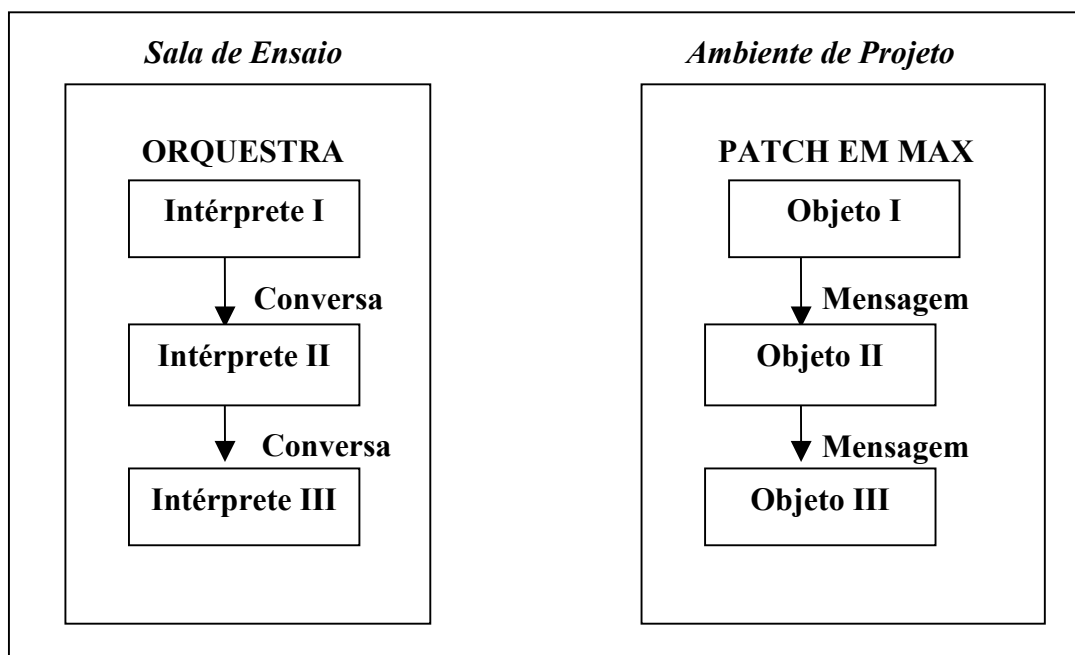 Sala de Ensaio
ORQUESTRA
Intérprete I
Conversa
Intérprete II
Conversa
Intérprete III
Ambiente de Projeto
PATCH EM MAX
Objeto I
Mensagem
Objeto II
Mensagem
Objeto III